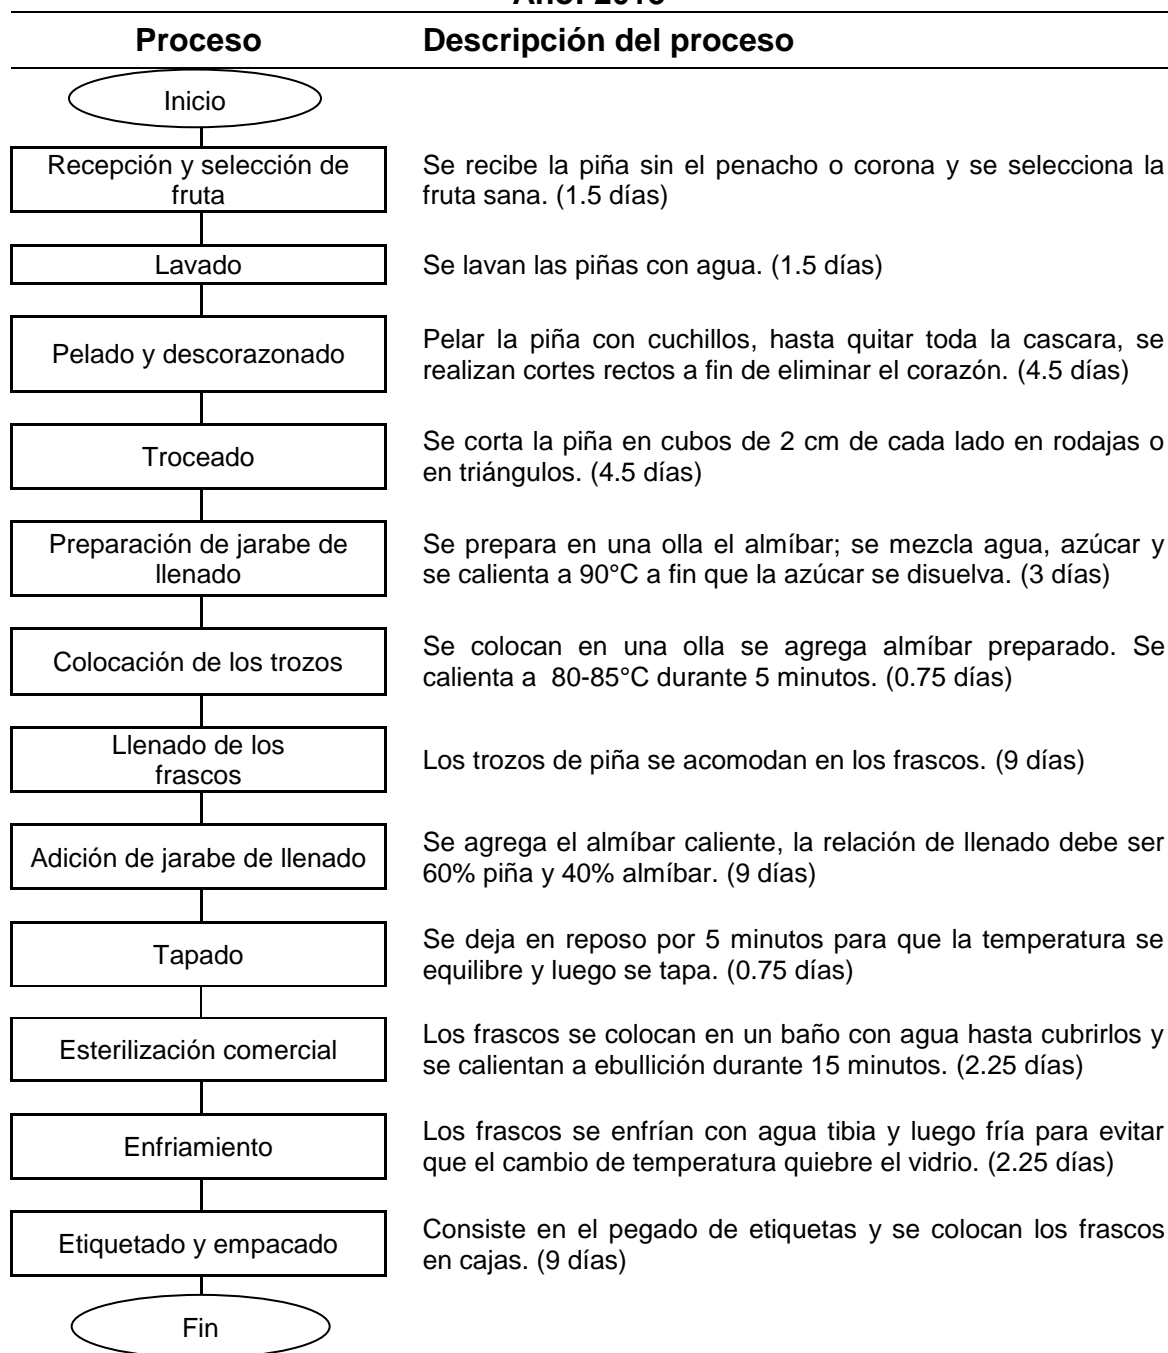 Proceso Descripción del proceso
Inicio
Recepción y selección de
fruta
Se recibe la piña sin el penacho o corona y se selecciona la
fruta sana. (1.5 días)
Lavado
Se lavan las piñas con agua. (1.5 días)
Pelado y descorazonado
Pelar la piña con cuchillos, hasta quitar toda la cascara, se
realizan cortes rectos a fin de eliminar el corazón. (4.5 días)
Troceado
Se corta la piña en cubos de 2 cm de cada lado en rodajas o
en triángulos. (4.5 días)
Preparación de jarabe de
llenado
Se prepara en una olla el almíbar; se mezcla agua, azúcar y
se calienta a 90°C a fin que la azúcar se disuelva. (3 días)
Colocación de los trozos
Se colocan en una olla se agrega almíbar preparado. Se
calienta a 80-85°C durante 5 minutos. (0.75 días)
Llenado de los
frascos
Los trozos de piña se acomodan en los frascos. (9 días)
Adición de jarabe de llenado
Se agrega el almíbar caliente, la relación de llenado debe ser
60% piña y 40% almíbar. (9 días)
Tapado
Se deja en reposo por 5 minutos para que la temperatura se
equilibre y luego se tapa. (0.75 días)
Esterilización comercial
Los frascos se colocan en un baño con agua hasta cubrirlos y
se calientan a ebullición durante 15 minutos. (2.25 días)
Enfriamiento
Los frascos se enfrían con agua tibia y luego fría para evitar
que el cambio de temperatura quiebre el vidrio. (2.25 días)
Etiquetado y empacado
Consiste en el pegado de etiquetas y se colocan los frascos
en cajas. (9 días)
Fin